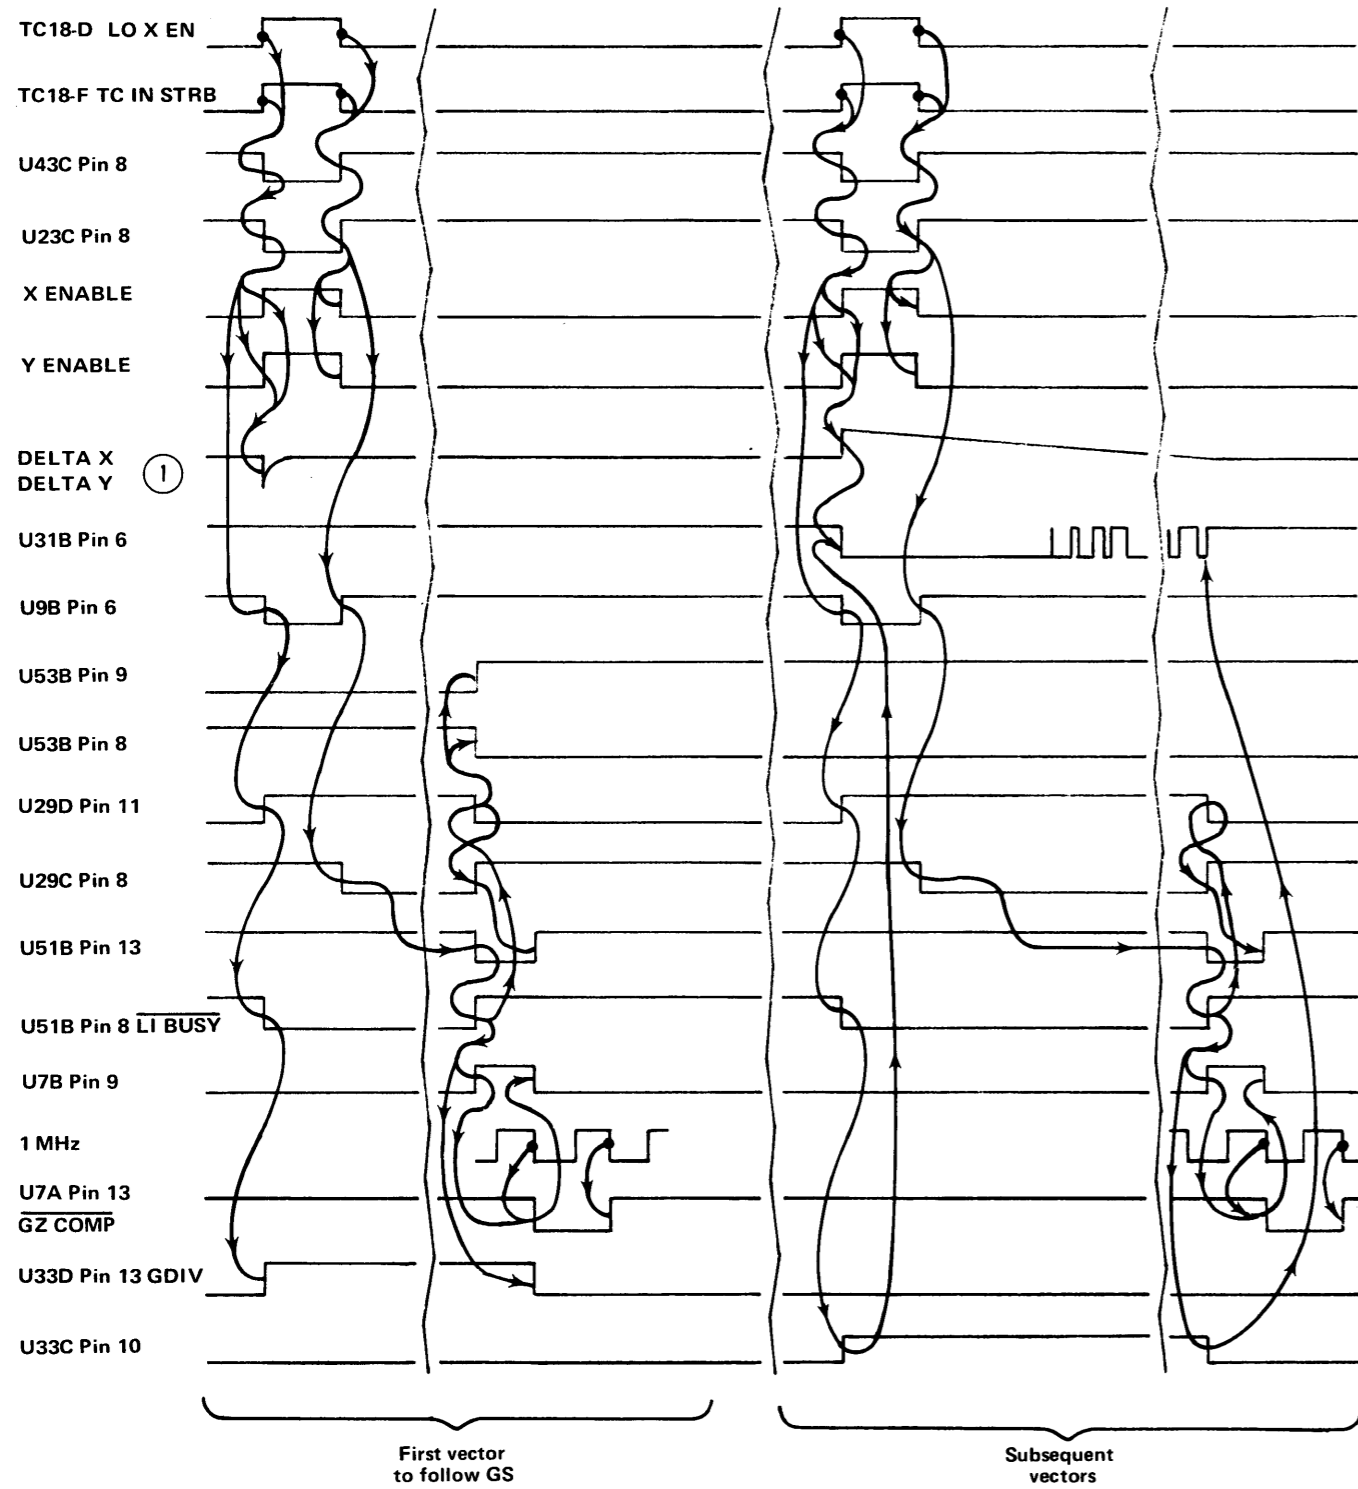 TC18-D LO X EN
TC18-F TC IN STRB
U43C Pin 8
U23C Pin 8
X ENABLE
Y ENABLE
DELTA X
DELTA Y
1
U31B Pin 6
U9B Pin 6
U53B Pin 9
U53B Pin 8
U29D Pin 11
U29C Pin 8
U51B Pin 13
U51B Pin 8 LI BUSY
U7B Pin 9
1 MHz
U7A Pin 13
GZ COMP
U33D Pin 13 GDIV
U33C Pin 10
First vector
to follow GS
Subsequent
vectors